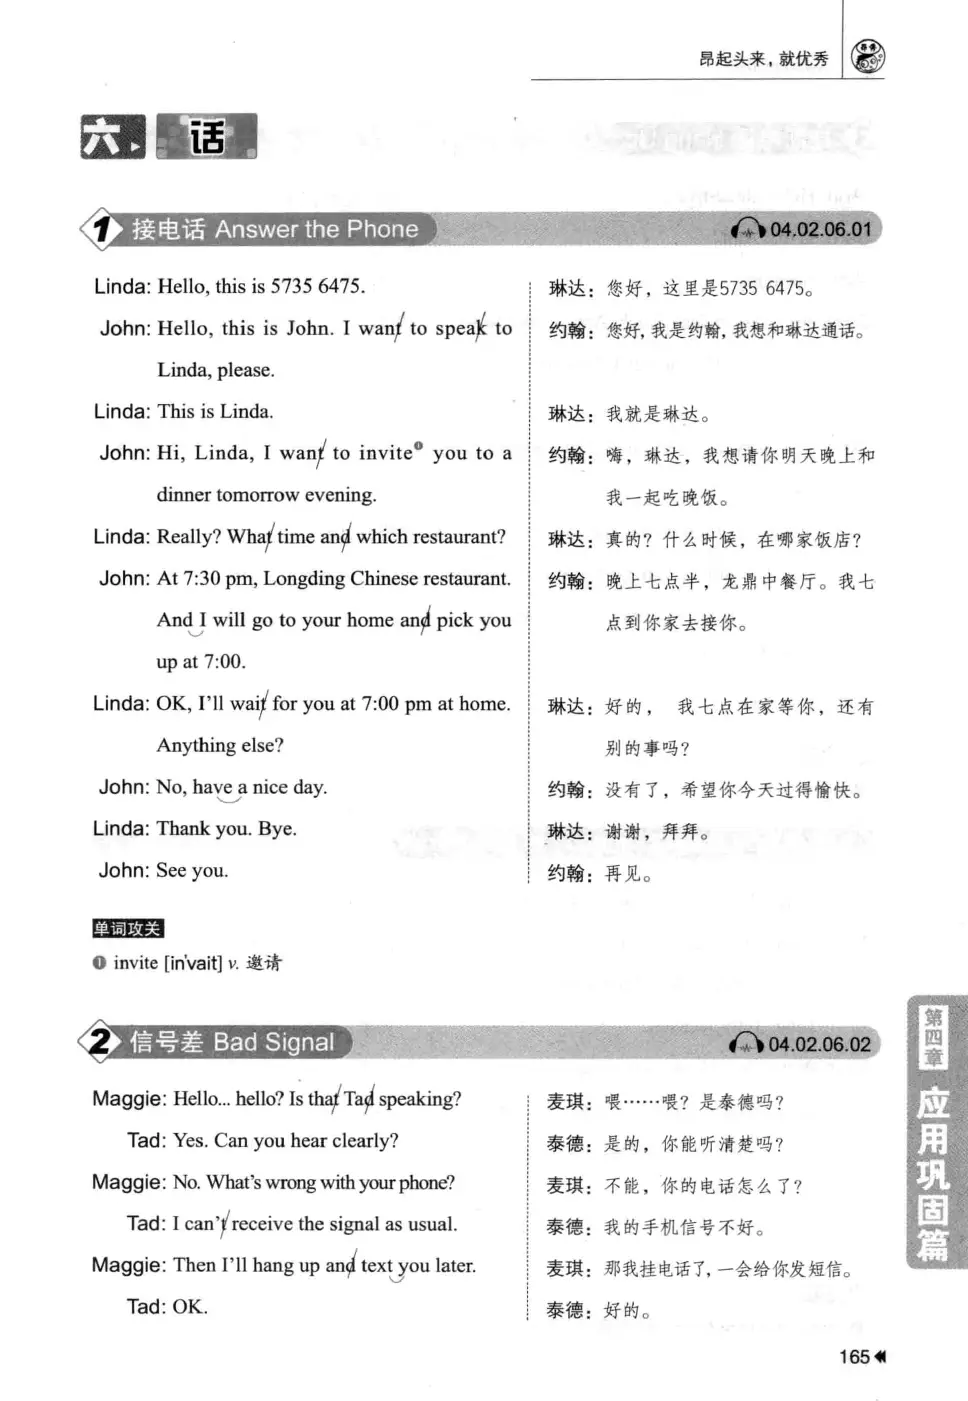 昂起头来，就优秀
六、话
1 接电话 Answer the Phone 04.02.06.01
Linda: Hello, this is 5735 6475.
琳达：您好，这里是5735 6475。
John: Hello, this is John. I want to speak to
约翰：您好，我是约翰，我想和琳达通话。
Linda, please.
Linda: This is Linda.
琳达：我就是琳达。
John: Hi, Linda, I want to invite❶ you to a
约翰：嗨，琳达，我想请你明天晚上和
dinner tomorrow evening.
我一起吃晚饭。
Linda: Really? What time and which restaurant?
琳达：真的？什么时候，在哪家饭店？
John: At 7:30 pm, Longding Chinese restaurant.
约翰：晚上七点半，龙鼎中餐厅。我七
And I will go to your home and pick you
点到你家去接你。
up at 7:00.
Linda: OK, I'll wait for you at 7:00 pm at home.
琳达：好的， 我七点在家等你，还有
Anything else?
别的事吗？
John: No, have a nice day.
约翰：没有了，希望你今天过得愉快。
Linda: Thank you. Bye.
琳达：谢谢，拜拜。
John: See you.
约翰：再见。
单词攻关
❶ invite [in'vait] v. 邀请
2 信号差 Bad Signal 04.02.06.02
Maggie: Hello... hello? Is that Tad speaking?
麦琪：喂……喂？是泰德吗？
Tad: Yes. Can you hear clearly?
泰德：是的，你能听清楚吗？
Maggie: No. What's wrong with your phone?
麦琪：不能，你的电话怎么了？
Tad: I can't receive the signal as usual.
泰德：我的手机信号不好。
Maggie: Then I'll hang up and text you later.
麦琪：那我挂电话了，一会给你发短信。
Tad: OK.
泰德：好的。
第四章 应用巩固篇
165